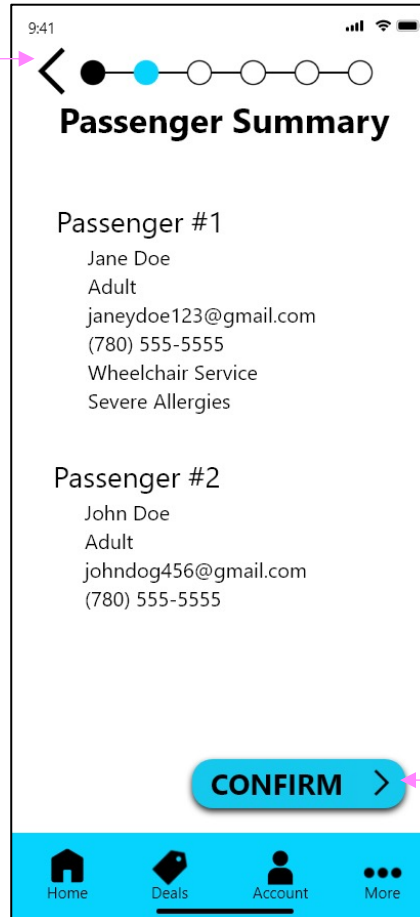 9:41
Passenger Summary
Passenger #1
Jane Doe
Adult
janeydoe123@gmail.com
(780) 555-5555
Wheelchair Service
Severe Allergies
Passenger #2
John Doe
Adult
johndog456@gmail.com
(780) 555-5555
CONFIRM
Home Deals Account More